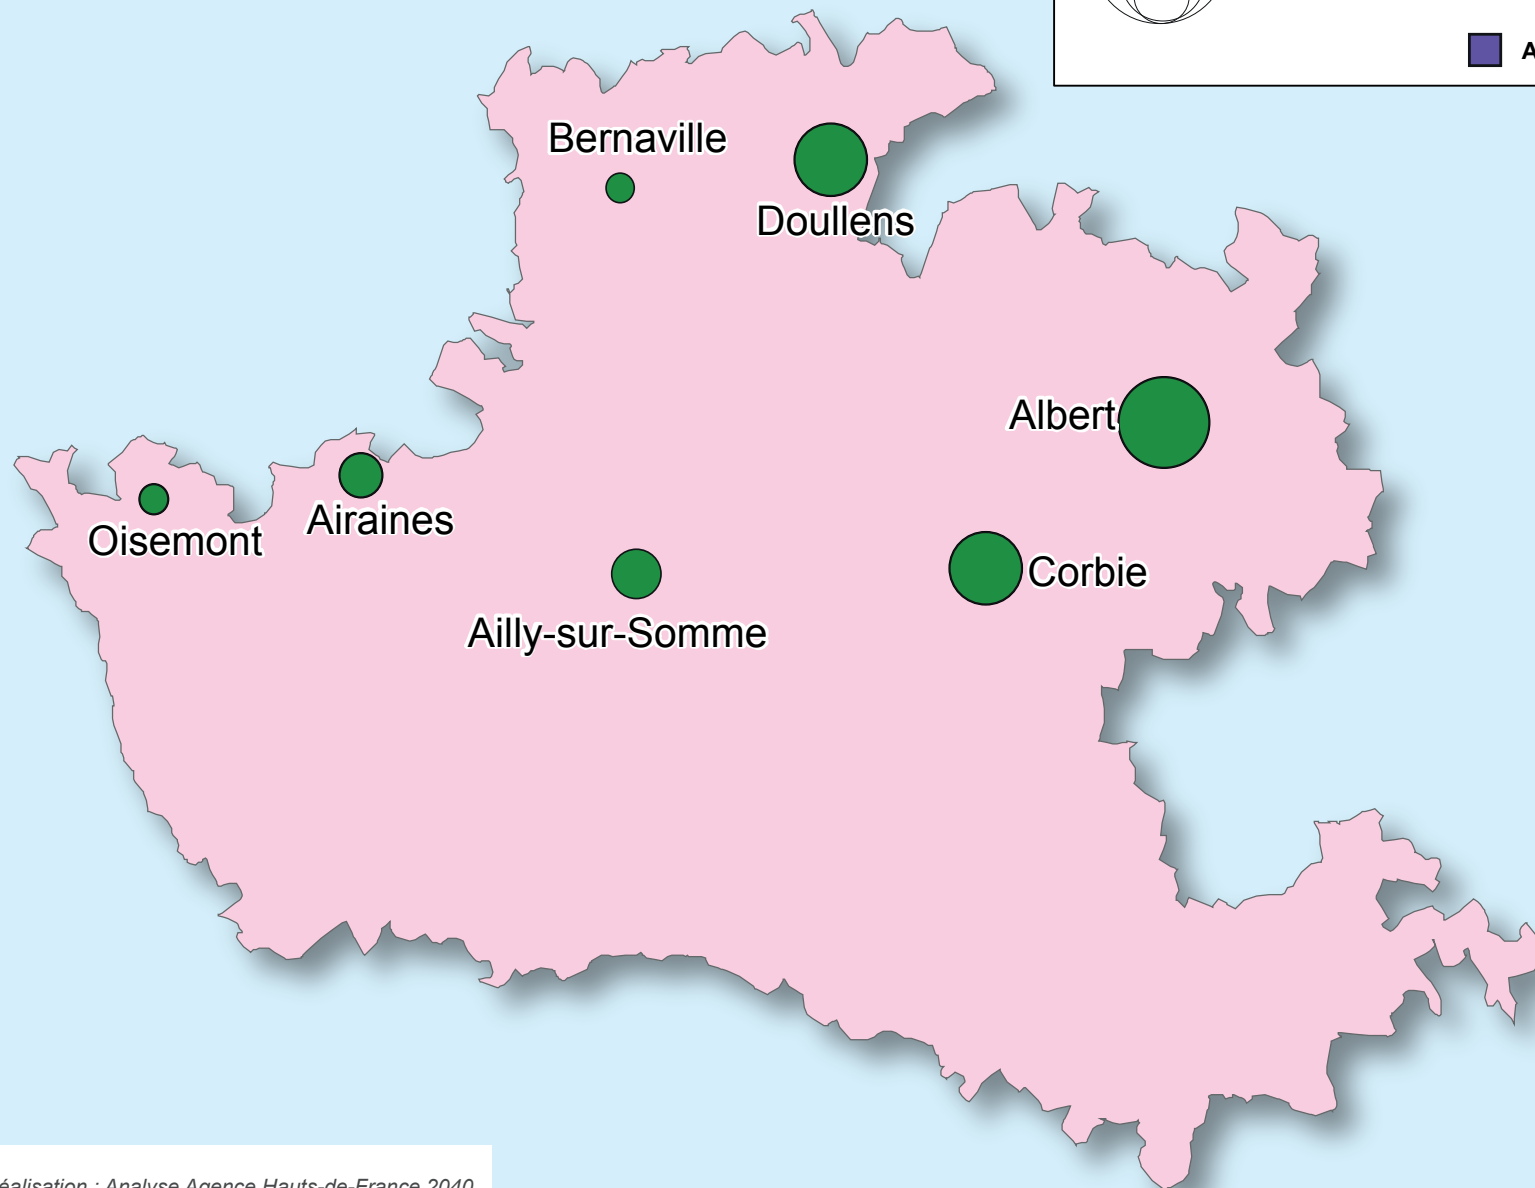 A
Bernaville
Doullens
Albert
Oisemont
Airaines
Corbie
Ailly-sur-Somme
éalisation : Analyse Agence Hauts-de-France 2040